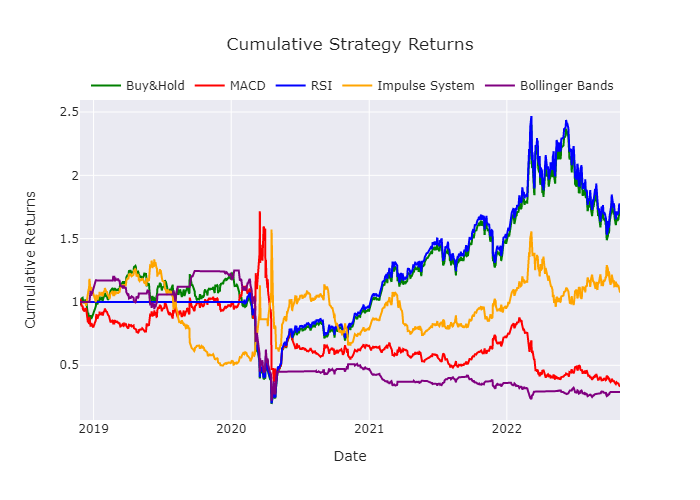 Cumulative Strategy Returns
Buy&Hold MACD RSI Impulse System Bollinger Bands
2.5
2
1.5
1
0.5
Cumulative Returns
2019 2020 2021 2022
Date